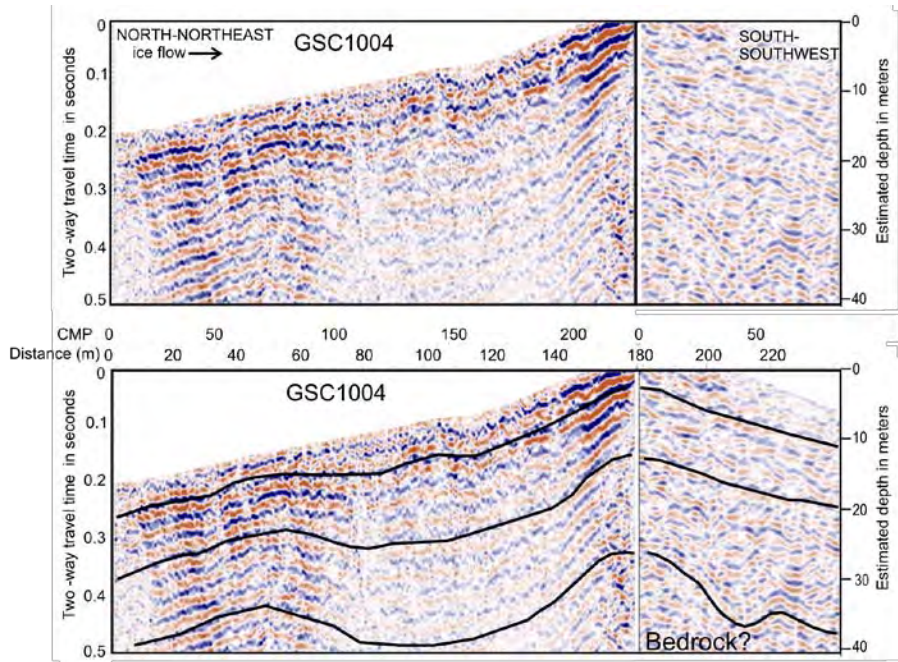 NORTH-NORTHEAST
ice flow
GSC1004
SOUTH-
SOUTHWEST
Two -way travel time in seconds
0
0.1
0.2
0.3
0.4
0.5
Estimated depth in meters
0
10
20
30
40
CMP 0 50 100 150 200 0 50
Distance (m) 0 20 40 60 80 100 120 140 180 180 200 220
GSC1004
Two -way travel time in seconds
0
0.1
0.2
0.3
0.4
0.5
Estimated depth in meters
0
10
20
30
40
Bedrock?